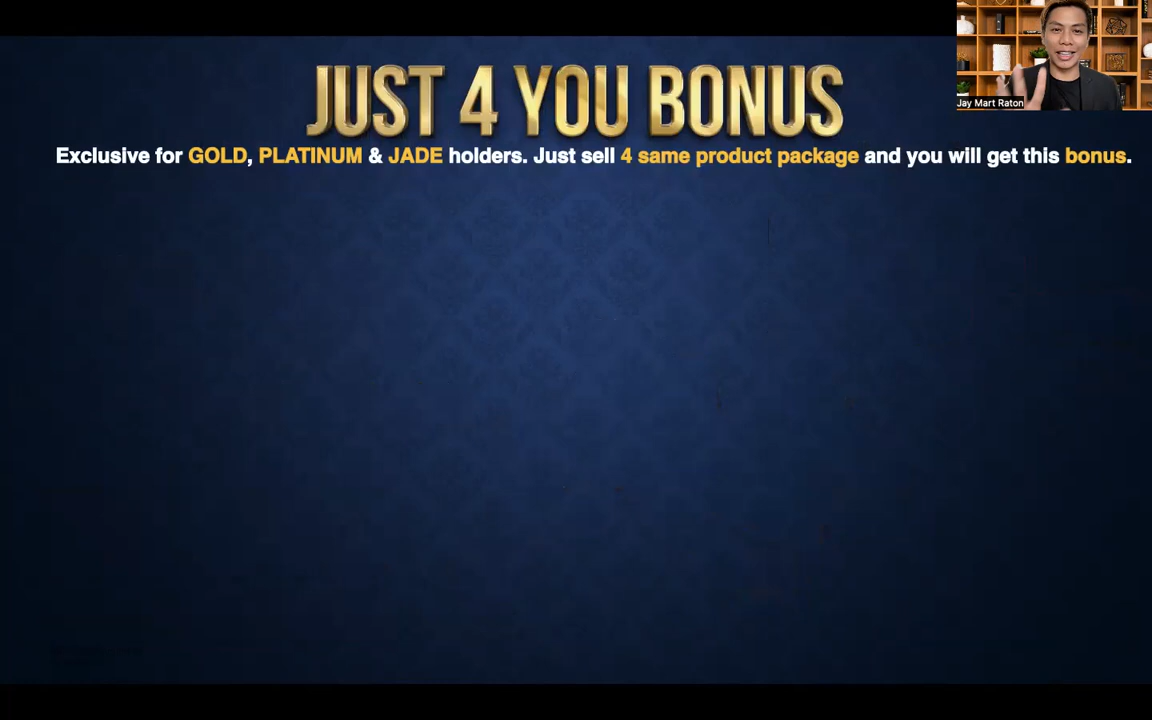 JUST 4 YOU BONUS
Jay Mart Raton
Exclusive for GOLD, PLATINUM & JADE holders. Just sell 4 same product package and you will get this bonus.